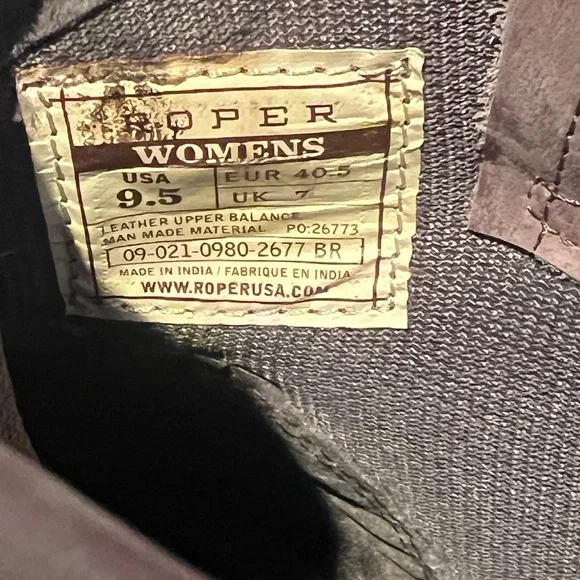 ROPER
WOMENS
USA EUR 40.5
9.5 UK 7
LEATHER UPPER BALANCE
MAN MADE MATERIAL PO:26773
09-021-0980-2677 BR
MADE IN INDIA / FABRIQUE EN INDIA
WWW.ROPERUSA.COM